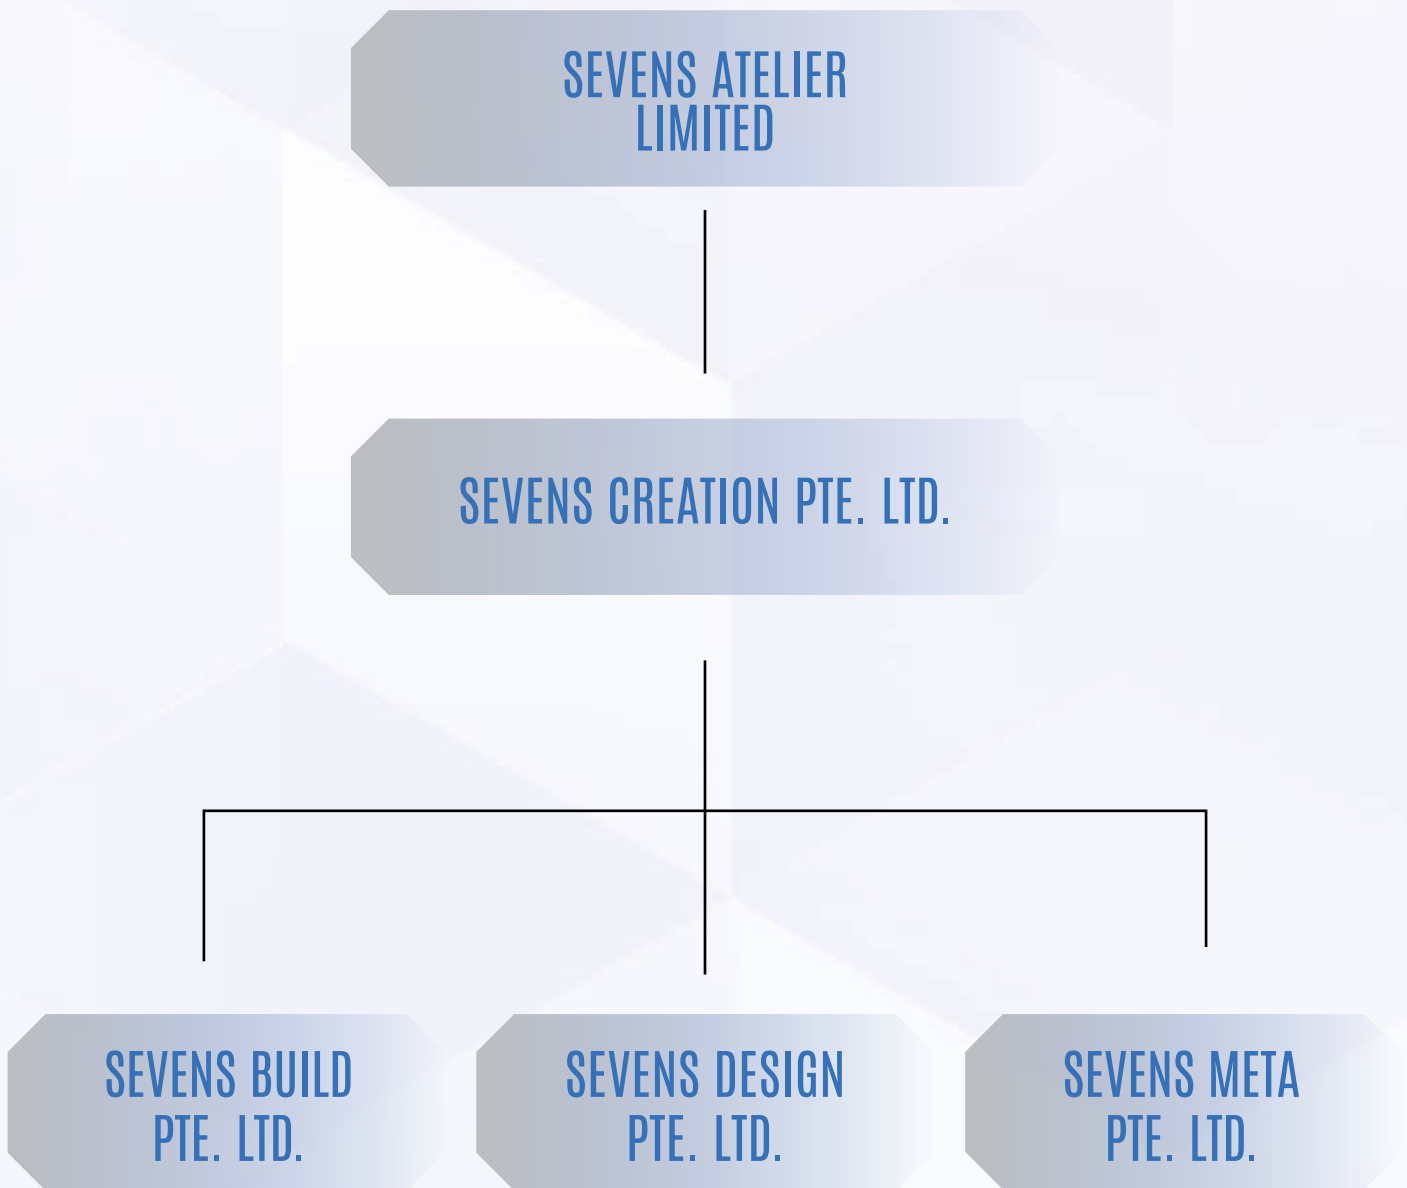 SEVENS ATELIER
LIMITED
SEVENS CREATION PTE. LTD.
SEVENS BUILD
PTE. LTD.
SEVENS DESIGN
PTE. LTD.
SEVENS META
PTE. LTD.